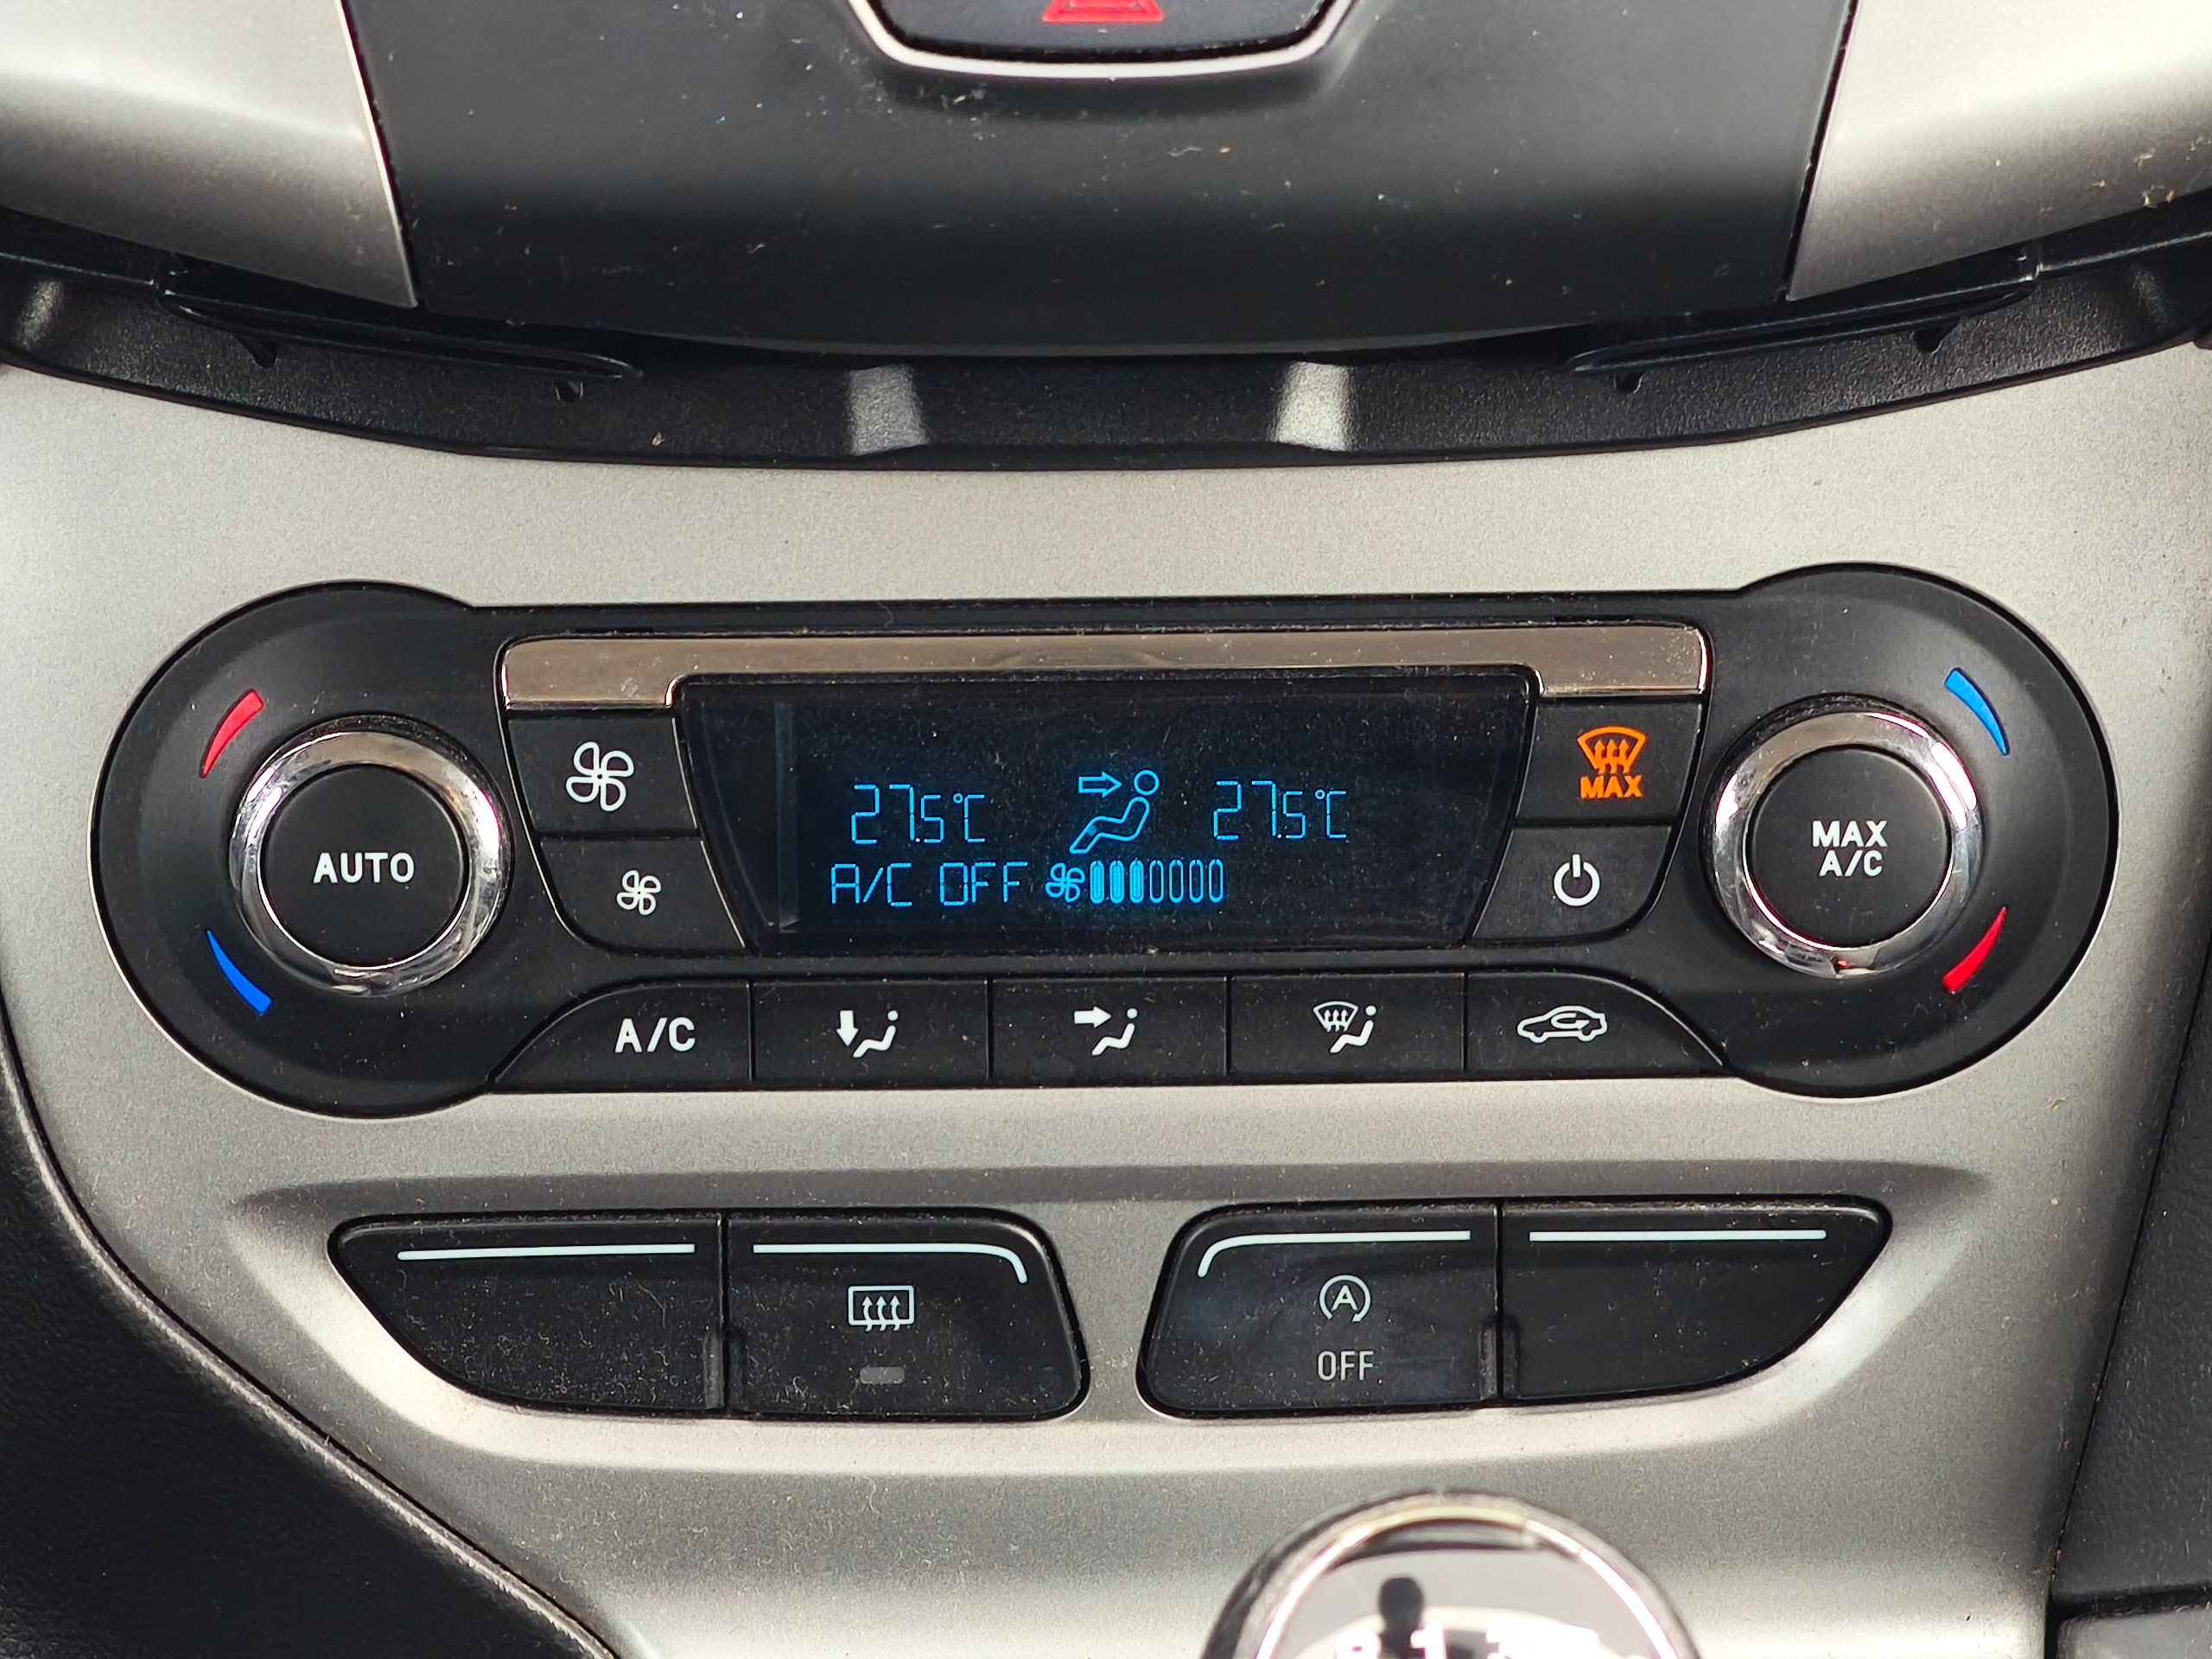 MAX
27.5°C 27.5°C
AUTO
MAX
A/C
A/C OFF
A/C
A
OFF